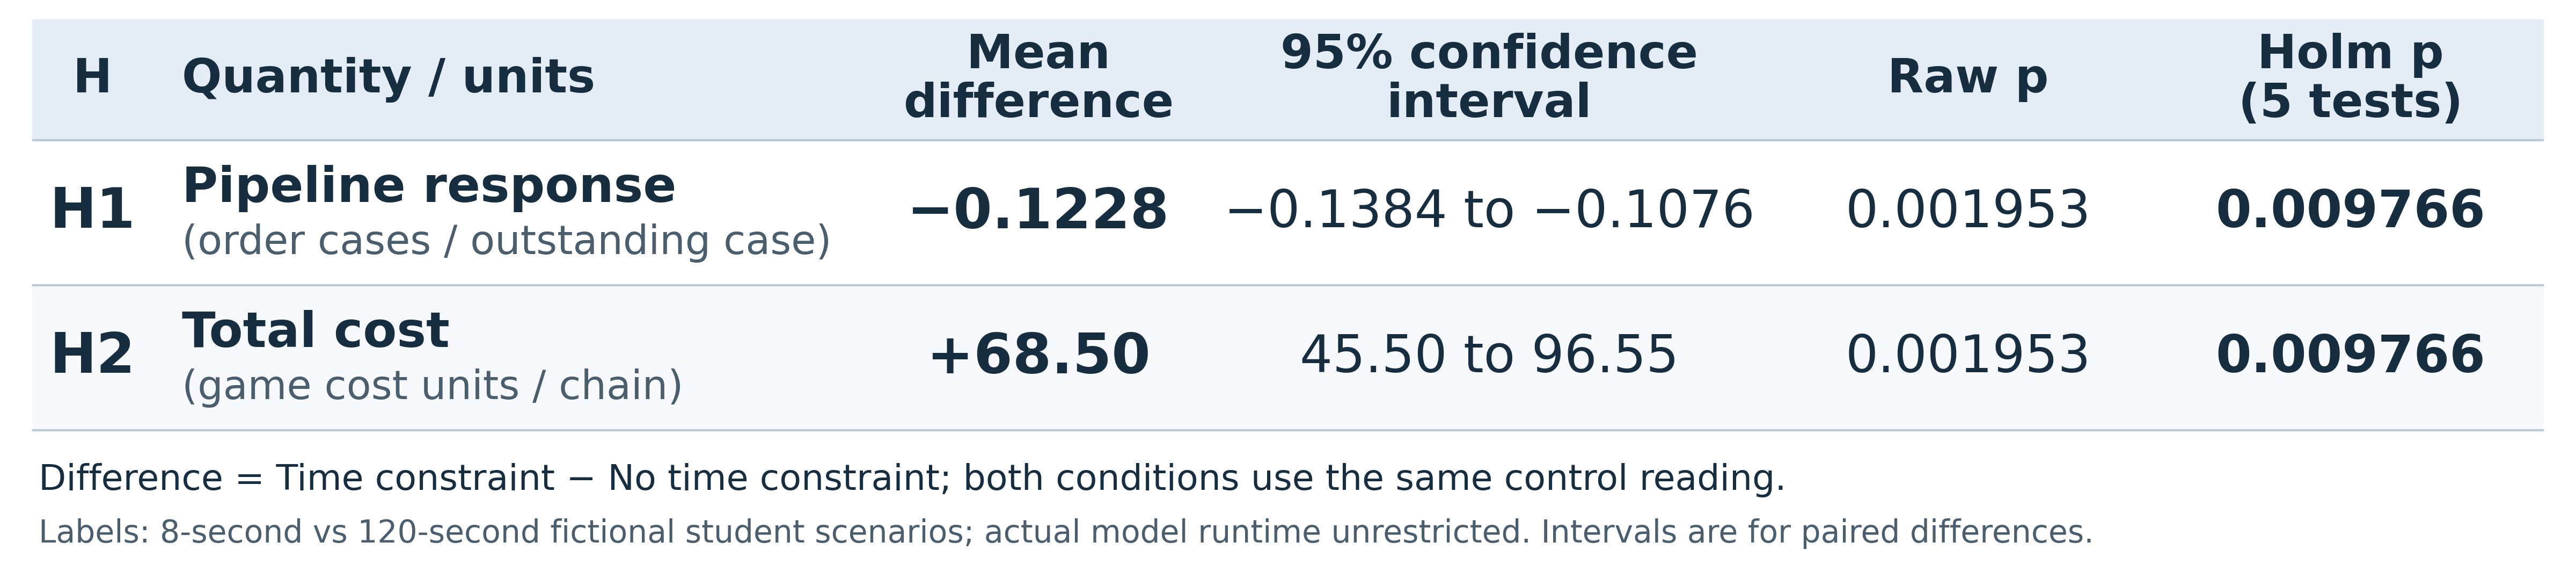 H Quantity / units Mean difference 95% confidence interval Raw p Holm p (5 tests)
H1 Pipeline response (order cases / outstanding case) −0.1228 −0.1384 to −0.1076 0.001953 0.009766
H2 Total cost (game cost units / chain) +68.50 45.50 to 96.55 0.001953 0.009766
Difference = Time constraint − No time constraint; both conditions use the same control reading.
Labels: 8-second vs 120-second fictional student scenarios; actual model runtime unrestricted. Intervals are for paired differences.